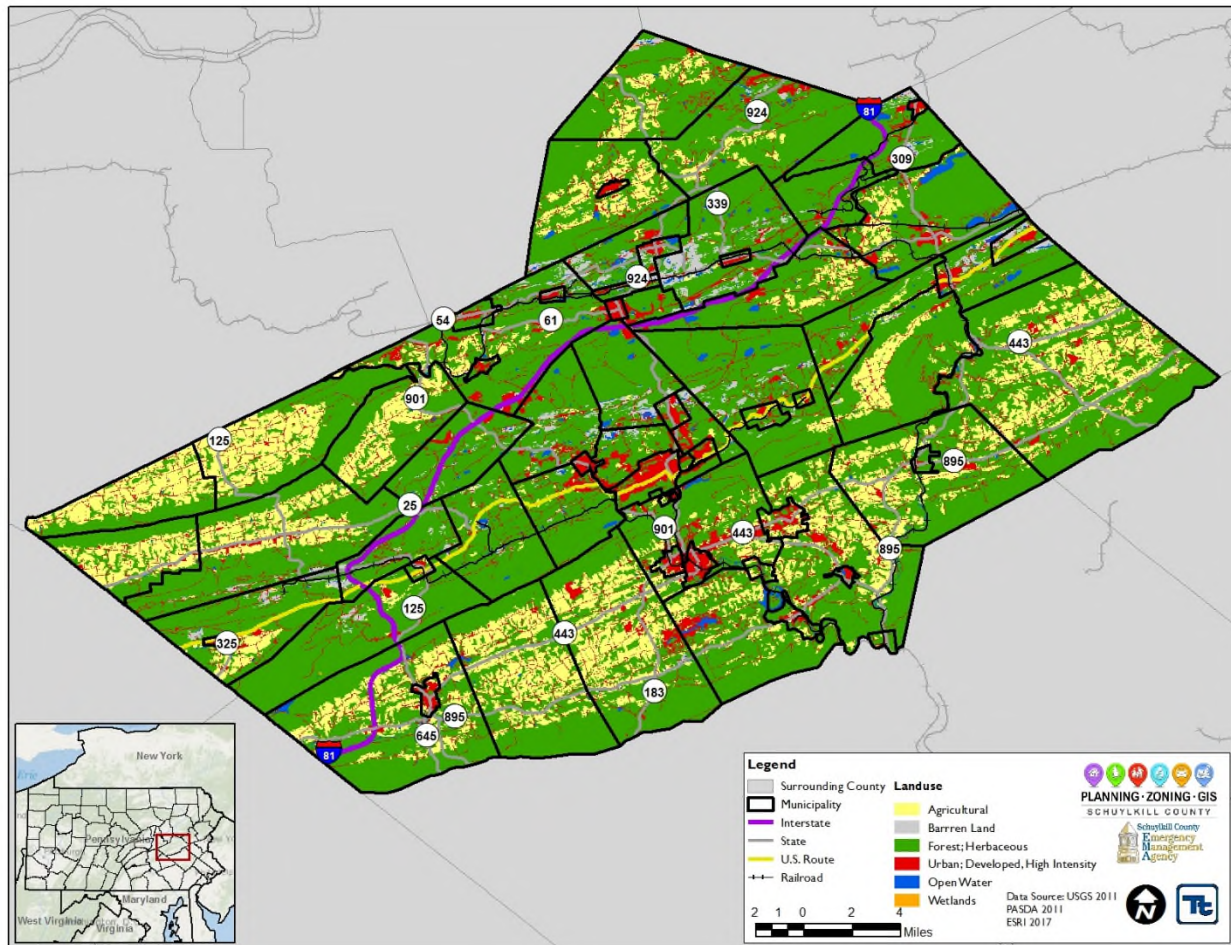 81
924
309
339
924
54
61
443
901
125
895
25
901
443
895
125
443
325
183
895
645
81
New York
Pennsylvania
Maryland
West Virginia
Virginia
Erie
Legend
Surrounding County
Municipality
Interstate
State
U.S. Route
Railroad
2 1 0 2 4
Miles
Landuse
Agricultural
Barrren Land
Forest; Herbaceous
Urban; Developed, High Intensity
Open Water
Wetlands
PLANNING·ZONING·GIS
SCHUYLKILL COUNTY
Schuylkill County
Emergency
Management
Agency
Data Source: USGS 2011
PASDA 2011
ESRI 2017
N
Tt